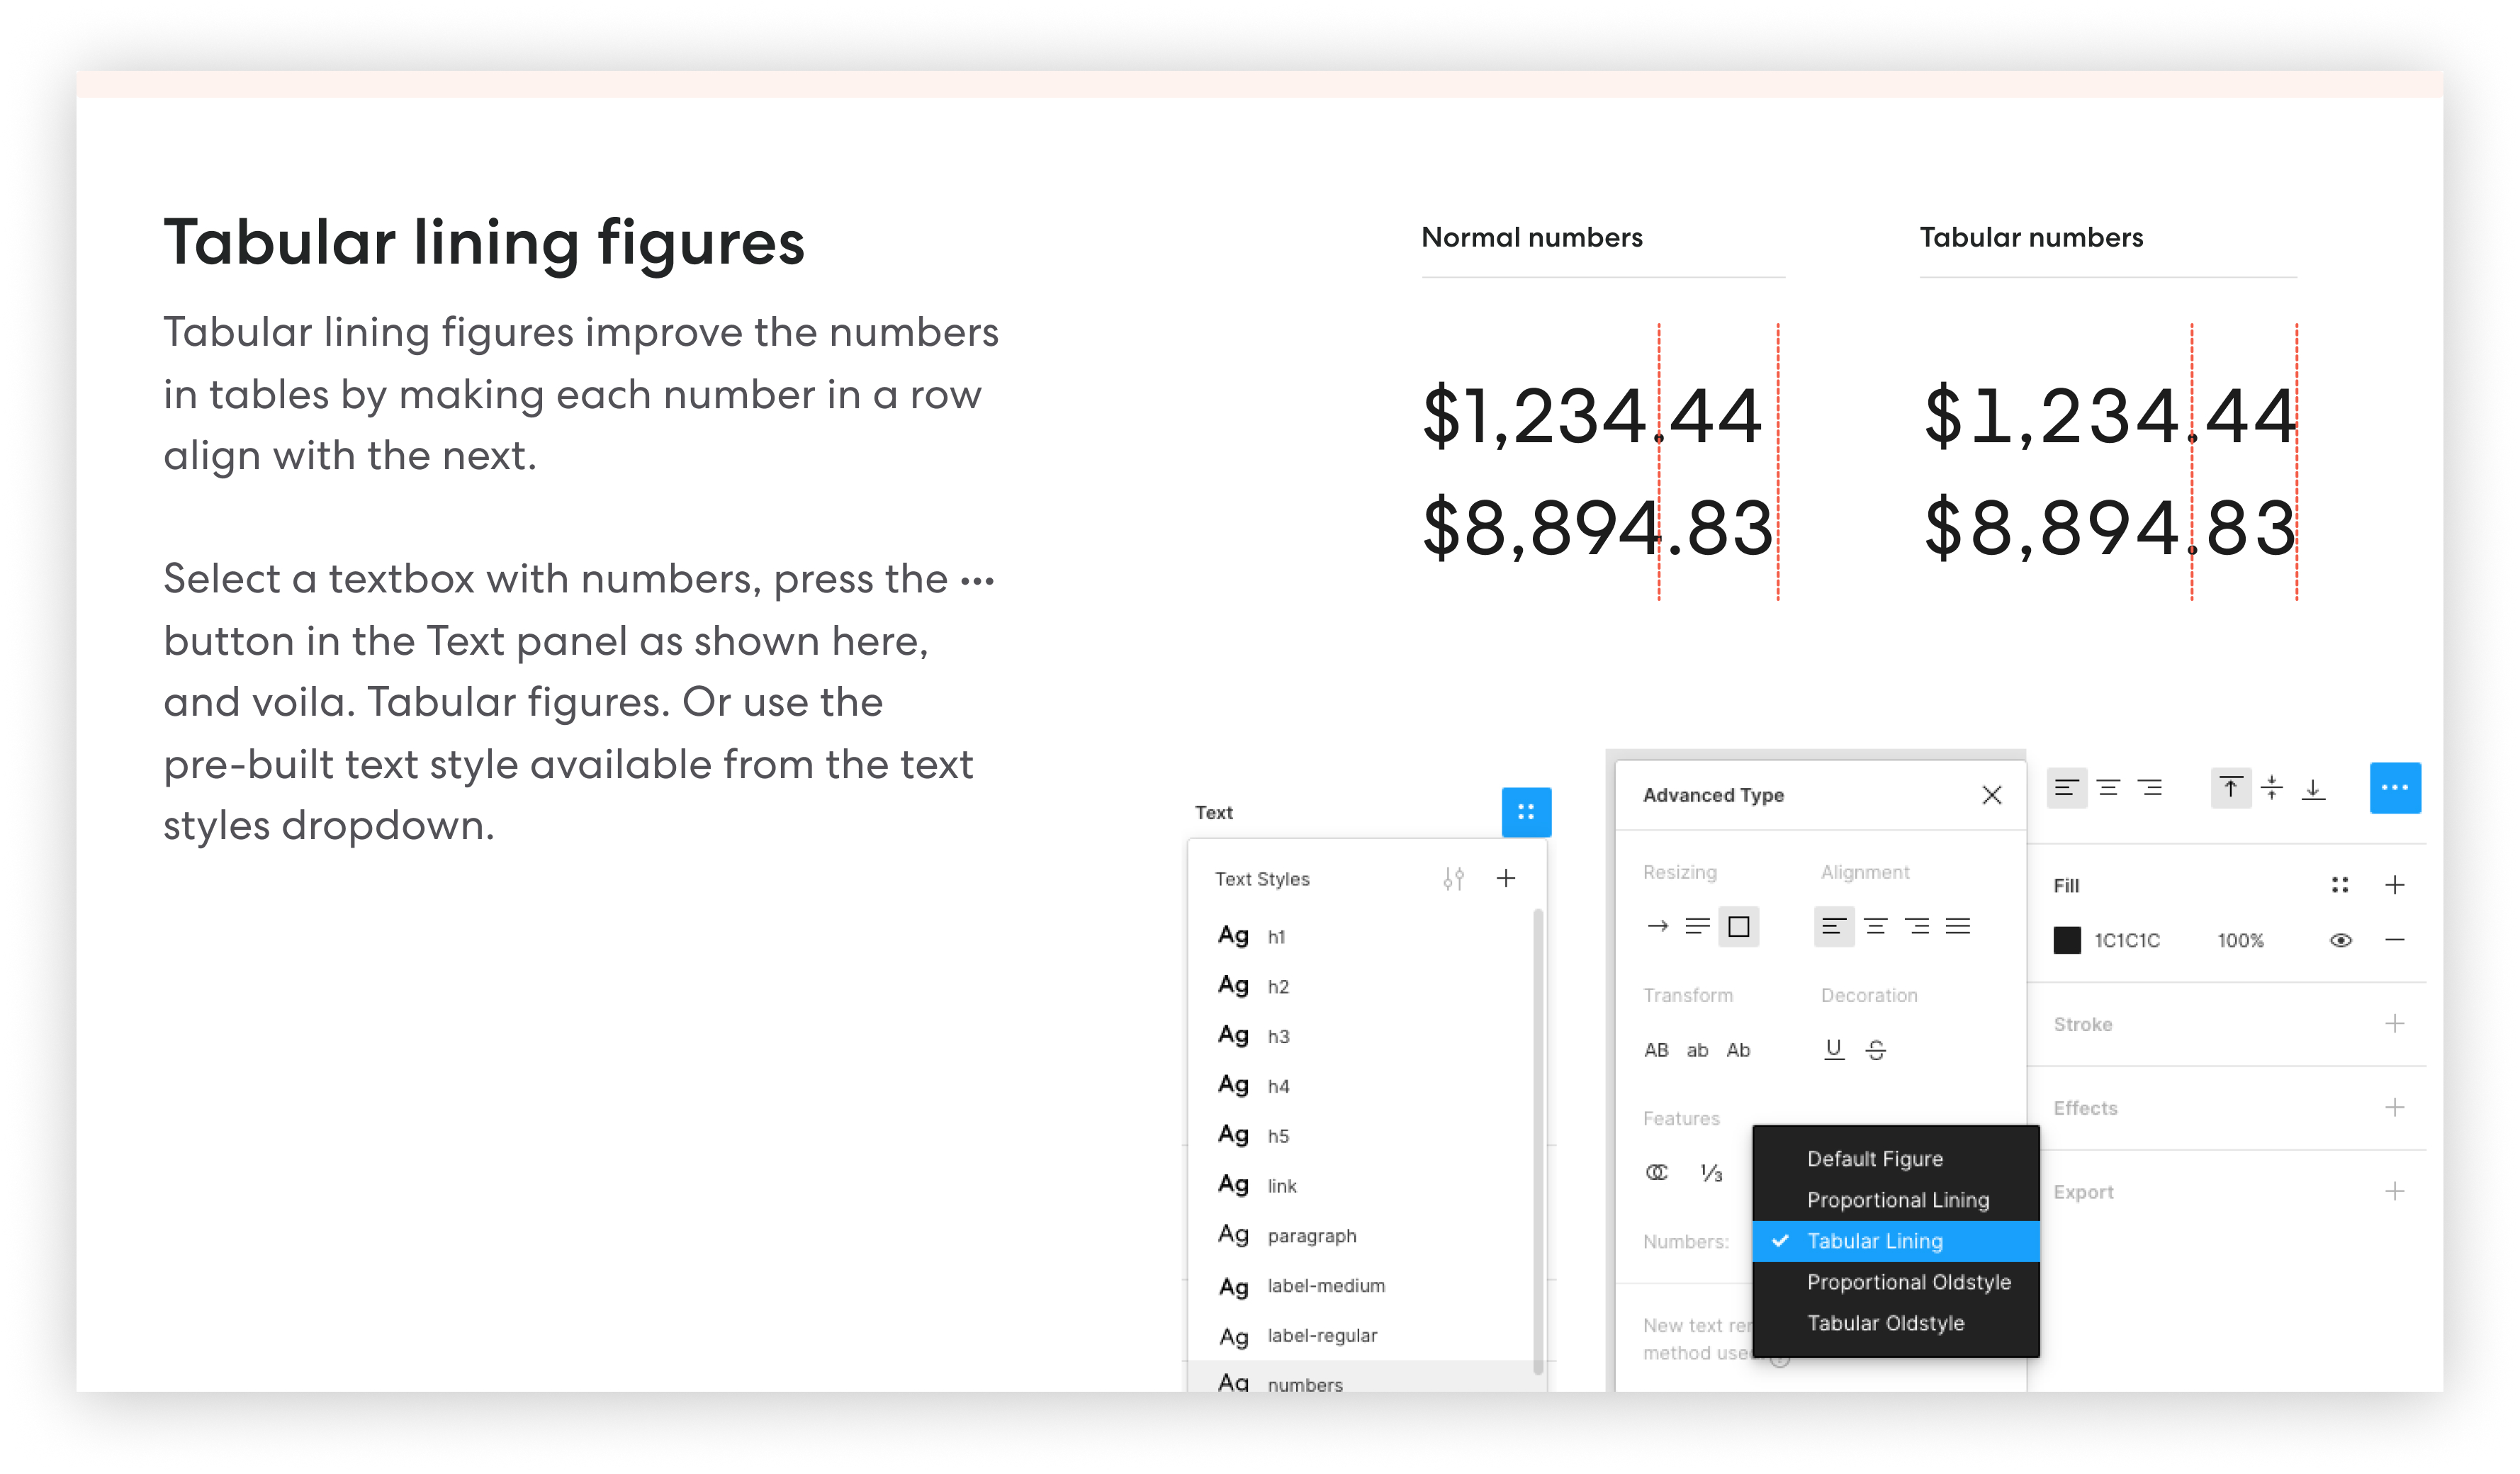 Tabular lining figures
Tabular lining figures improve the numbers
in tables by making each number in a row
align with the next.
Select a textbox with numbers, press the •••
button in the Text panel as shown here,
and voila. Tabular figures. Or use the
pre-built text style available from the text
styles dropdown.
Normal numbers
$1,234.44
$8,894.83
Tabular numbers
$1,234.44
$8,894.83
Text
Text Styles
Ag h1
Ag h2
Ag h3
Ag h4
Ag h5
Ag link
Ag paragraph
Ag label-medium
Ag label-regular
Ag numbers
Advanced Type
Resizing Alignment
Transform Decoration
AB ab Ab U S
Features
1/3
Numbers:
Default Figure
Proportional Lining
Tabular Lining
Proportional Oldstyle
Tabular Oldstyle
New text
method
Fill
1C1C1C 100%
Stroke
Effects
Export